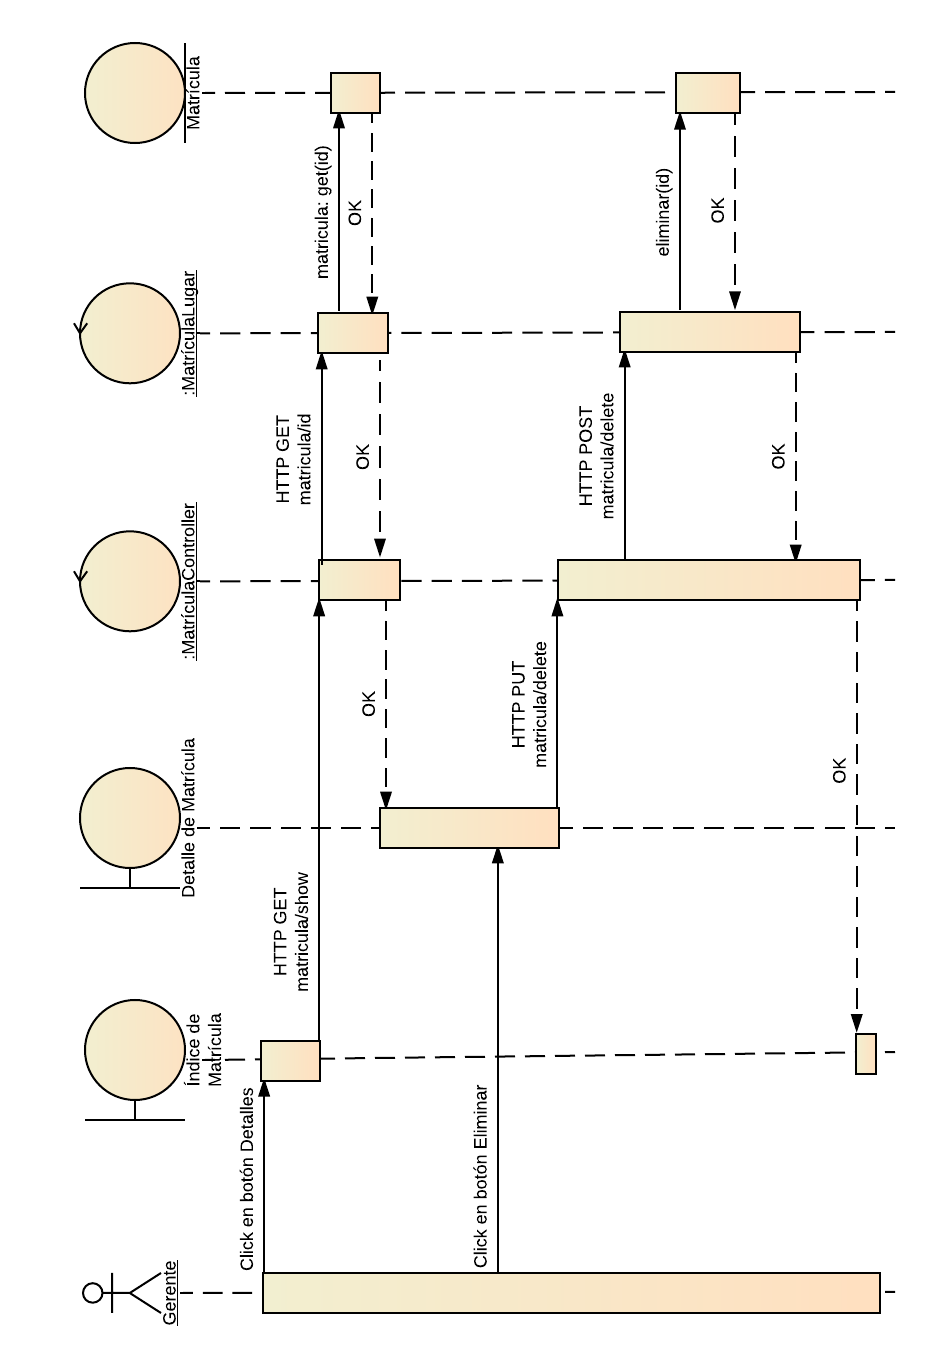 Gerente
Índice de
Matrícula
Detalle de Matrícula
:MatrículaController
:MatrículaLugar
Matrícula
Click en botón Detalles
HTTP GET
matricula/show
HTTP GET
matricula/id
matricula: get(id)
OK
OK
OK
Click en botón Eliminar
HTTP PUT
matricula/delete
HTTP POST
matricula/delete
eliminar(id)
OK
OK
OK